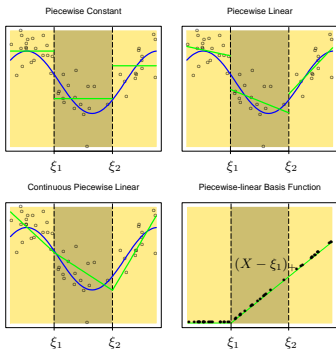 Piecewise Constant
Piecewise Linear
ξ1 ξ2
ξ1 ξ2
Continuous Piecewise Linear
Piecewise-linear Basis Function
(X − ξ1)+
ξ1 ξ2
ξ1 ξ2